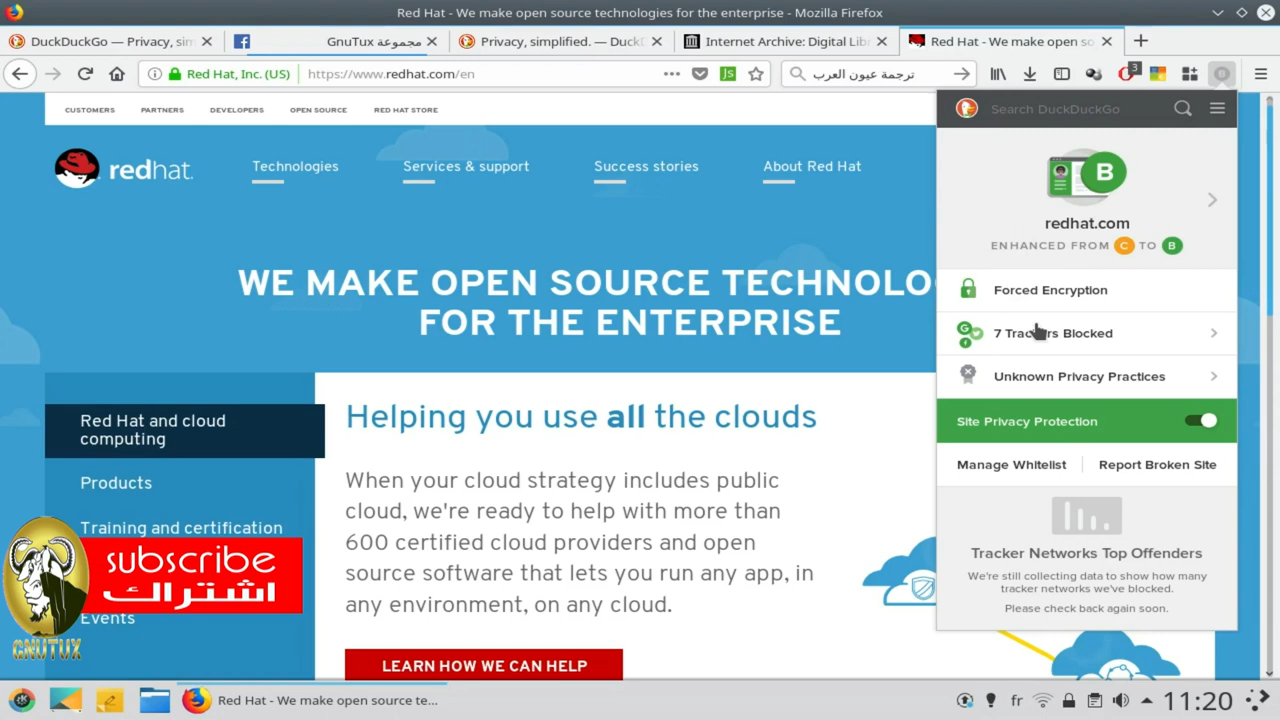 Red Hat - We make open source technologies for the enterprise - Mozilla Firefox
DuckDuckGo — Privacy, sim
مجموعة GnuTux
Privacy, simplified. — Duck
Internet Archive: Digital Lib
Red Hat - We make open so
Red Hat, Inc. (US)
https://www.redhat.com/en
Js
ترجمة عيون العرب
3
CUSTOMERS
PARTNERS
DEVELOPERS
OPEN SOURCE
RED HAT STORE
redhat.
Technologies
Services & support
Success stories
About Red Hat
WE MAKE OPEN SOURCE TECHNOLO
FOR THE ENTERPRISE
Red Hat and cloud
computing
Products
Training and certification
Events
Helping you use all the clouds
When your cloud strategy includes public
cloud, we're ready to help with more than
600 certified cloud providers and open
source software that lets you run any app, in
any environment, on any cloud.
LEARN HOW WE CAN HELP
Search DuckDuckGo
B
redhat.com
ENHANCED FROM C TO B
Forced Encryption
7 Trackers Blocked
Unknown Privacy Practices
Site Privacy Protection
Manage Whitelist
Report Broken Site
Tracker Networks Top Offenders
We're still collecting data to show how many
tracker networks we've blocked.
Please check back again soon.
subscribe
اشتراك
GNUTUX
Red Hat - We make open source te...
fr
11:20